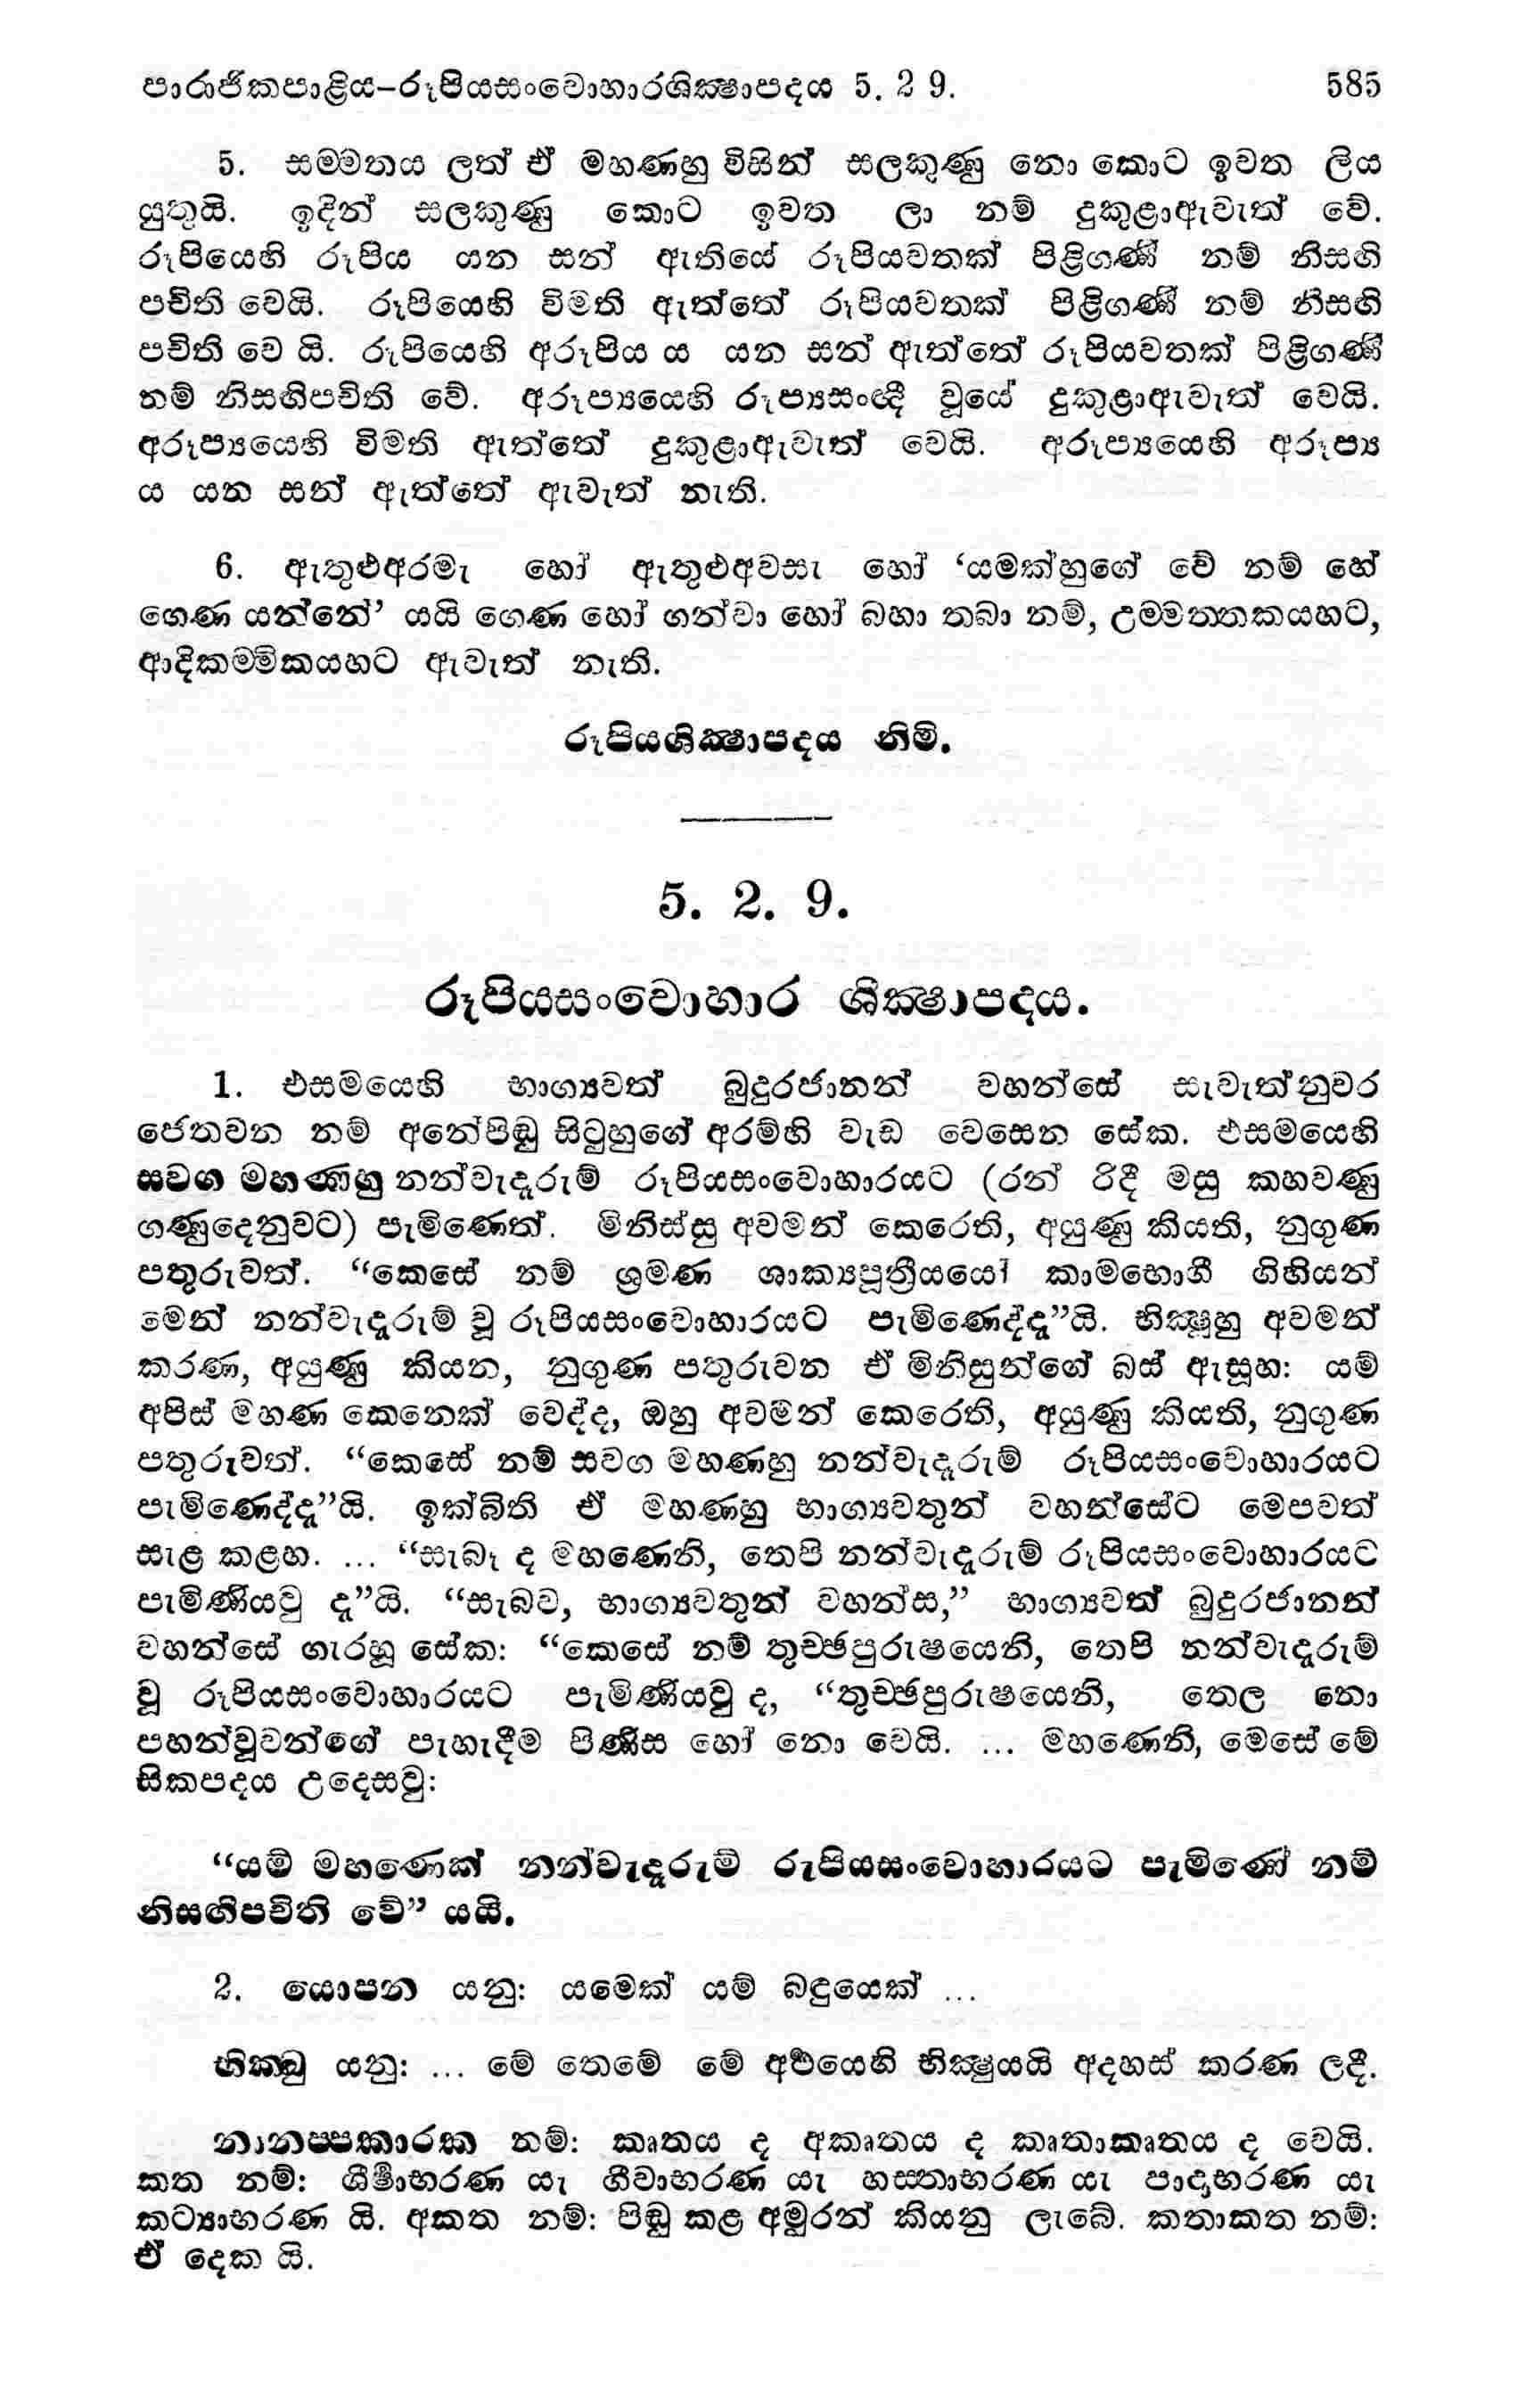 පාරාජිකපාළිය–රූපියසංවොහාරශික්‍ෂාපදය 5. 2 9. 585
5. සම්මතය ලත් ඒ මහණහු විසින් සලකුණු නො කොට ඉවත ලිය
යුතුයි. ඉදින් සලකුණු කොට ඉවත ලා නම් දුකුළාඇවැත් වේ.
රූපියෙහි රූපිය යන සන් ඇතියේ රූපියවතක් පිළිගණී නම් නිසඟි
පචිති වෙයි. රූපියෙහි විමති ඇත්තේ රූපියවතක් පිළිගණී නම් නිසඟි
පචිති වෙ යි. රූපියෙහි අරූපිය ය යන සන් ඇත්තේ රූපියවතක් පිළිගණී
නම් නිසඟිපචිති වේ. අරූප්‍යයෙහි රූප්‍යසංඥී වූයේ දුකුළාඇවැත් වෙයි.
අරූප්‍යයෙහි විමති ඇත්තේ දුකුළාඇවැත් වෙයි. අරූප්‍යයෙහි අරූප්‍ය
ය යන සන් ඇත්තේ ඇවැත් නැති.
6. ඇතුළුඅරමැ හෝ ඇතුළුඅවසැ හෝ ‘යමක්හුගේ වේ නම් හේ
ගෙණ යන්නේ’ යයි ගෙණ හෝ ගන්වා හෝ බහා තබා නම්, උම්මත්තකයහට,
ආදිකම්මිකයහට ඇවැත් නැති.
රූපියශික්‍ෂාපදය නිමි.
5. 2. 9.
රූපියසංවොහාර ශික්‍ෂාපදය.
1. එසමයෙහි භාග්‍යවත් බුදුරජානන් වහන්සේ සැවැත්නුවර
ජෙතවන නම් අනේපිඬු සිටුහුගේ අරම්හි වැඩ වෙසෙන සේක. එසමයෙහි
සවග මහණහු නන්වැදෑරුම් රූපියසංවොහාරයට (රන් රිදී මසු කහවණු
ගණුදෙනුවට) පැමිණෙත්. මිනිස්සු අවමන් කෙරෙති, අයුණු කියති, නුගුණ
පතුරුවත්. “කෙසේ නම් ශ්‍රමණ ශාක්‍යපුත්‍රීයයෝ කාමභොගී ගිහියන්
මෙන් නන්වැදෑරුම් වූ රූපියසංවොහාරයට පැමිණෙද්දැ”යි. භික්‍ෂූහු අවමන්
කරණ, අයුණු කියන, නුගුණ පතුරුවන ඒ මිනිසුන්ගේ බස් ඇසූහ: යම්
අපිස් මහණ කෙනෙක් වෙද්ද, ඔහු අවමන් කෙරෙති, අයුණු කියති, නුගුණ
පතුරුවත්. “කෙසේ නම් සවග මහණහු නන්වැදෑරුම් රූපියසංවොහාරයට
පැමිණෙද්දැ”යි. ඉක්බිති ඒ මහණහු භාග්‍යවතුන් වහන්සේට මෙපවත්
සැළ කළහ. ... “සැබෑ ද මහණෙනි, තෙපි නන්වැදෑරුම් රූපියසංවොහාරයට
පැමිණියවු දැ”යි. “සැබව, භාග්‍යවතුන් වහන්ස,” භාග්‍යවත් බුදුරජානන්
වහන්සේ ගැරහූ සේක: “කෙසේ නම් තුච්ඡපුරුෂයෙනි, තෙපි නන්වැදෑරුම්
වූ රූපියසංවොහාරයට පැමිණියවු ද, “තුච්ඡපුරුෂයෙනි, තෙල නො
පහන්වූවන්ගේ පැහැදීම පිණිස හෝ නො වෙයි. ... මහණෙනි, මෙසේ මේ
සිකපදය උදෙසවු:
“යම් මහණෙක් නන්වැදෑරුම් රූපියසංවොහාරයට පැමිණේ නම්
නිසඟිපචිති වේ” යයි.
2. යොපන යනු: යමෙක් යම් බඳුයෙක් ...
භික්ඛු යනු: ... මේ තෙමේ මේ අර්‍ථයෙහි භික්‍ෂුයයි අදහස් කරණ ලදී.
නානප්පකාරක නම්: කෘතය ද අකෘතය ද කෘතාකෘතය ද වෙයි.
කත නම්: ශීර්‍ෂාභරණ යැ ගීවාභරණ යැ හස්තාභරණ යැ පාදාභරණ යැ
කට්‍යාභරණ යි. අකත නම්: පිඬු කළ අමුරන් කියනු ලැබේ. කතාකත නම්:
ඒ දෙක යි.